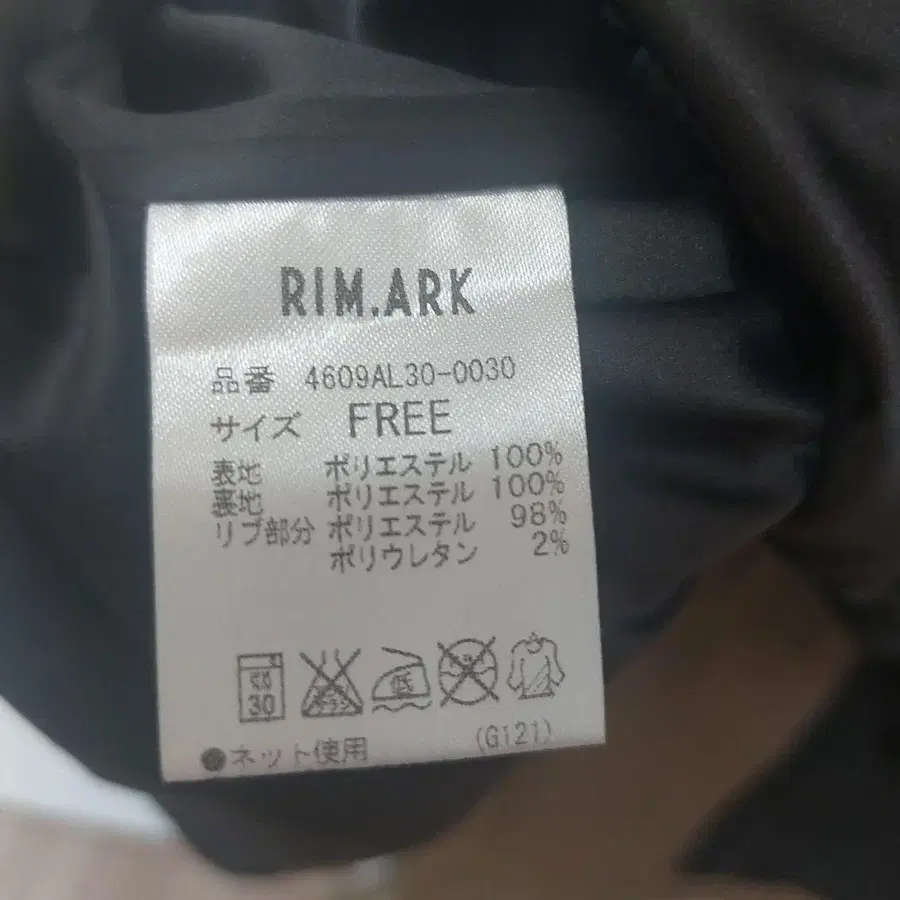 RIM.ARK
品番 4609AL30-0030
サイズ FREE
表地 ポリエステル 100%
裏地 ポリエステル 100%
リブ部分 ポリエステル 98%
ポリウレタン 2%
30 低
●ネット使用 (G121)